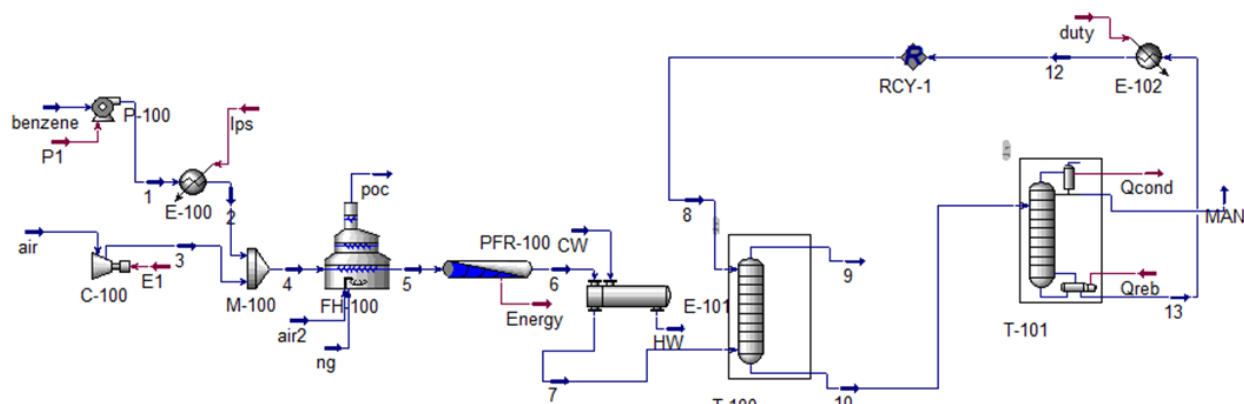 duty
12
RCY-1
E-102
benzene
P-100
lps
P1
1
E-100
2
poc
Qcond
MAN
air
3
8
PFR-100
CW
9
C-100
E1
M-100
4
FH-100
5
6
E-101
Energy
HW
air2
ng
7
T-100
10
Qreb
13
T-101